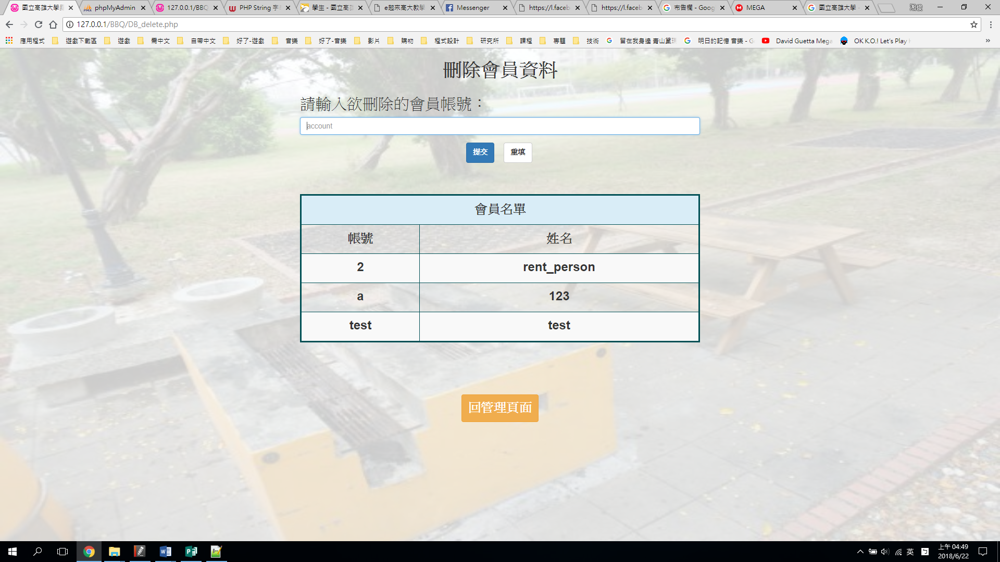 國立高雄大學
phpMyAdmin
127.0.0.1/BBQ
PHP String 字
學生 - 國立高
e起來高大教學
Messenger
https://l.faceb
https://l.faceb
布告欄 - Goog
MEGA
國立高雄大學 -
湘俊
127.0.0.1/BBQ/DB_delete.php
應用程式
遊戲下載區
遊戲
需中文
自帶中文
好了-遊戲
音樂
好了-音樂
影片
購物
程式設計
研究所
課程
專題
技術
留在我身邊 青山黛
明日的記憶 音樂 - G
David Guetta Mega
OK K.O.! Let's Play
»
刪除會員資料
請輸入欲刪除的會員帳號：
account
提交 重填
會員名單
帳號 姓名
2 rent_person
a 123
test test
回管理頁面
英
上午 04:49
2018/6/22